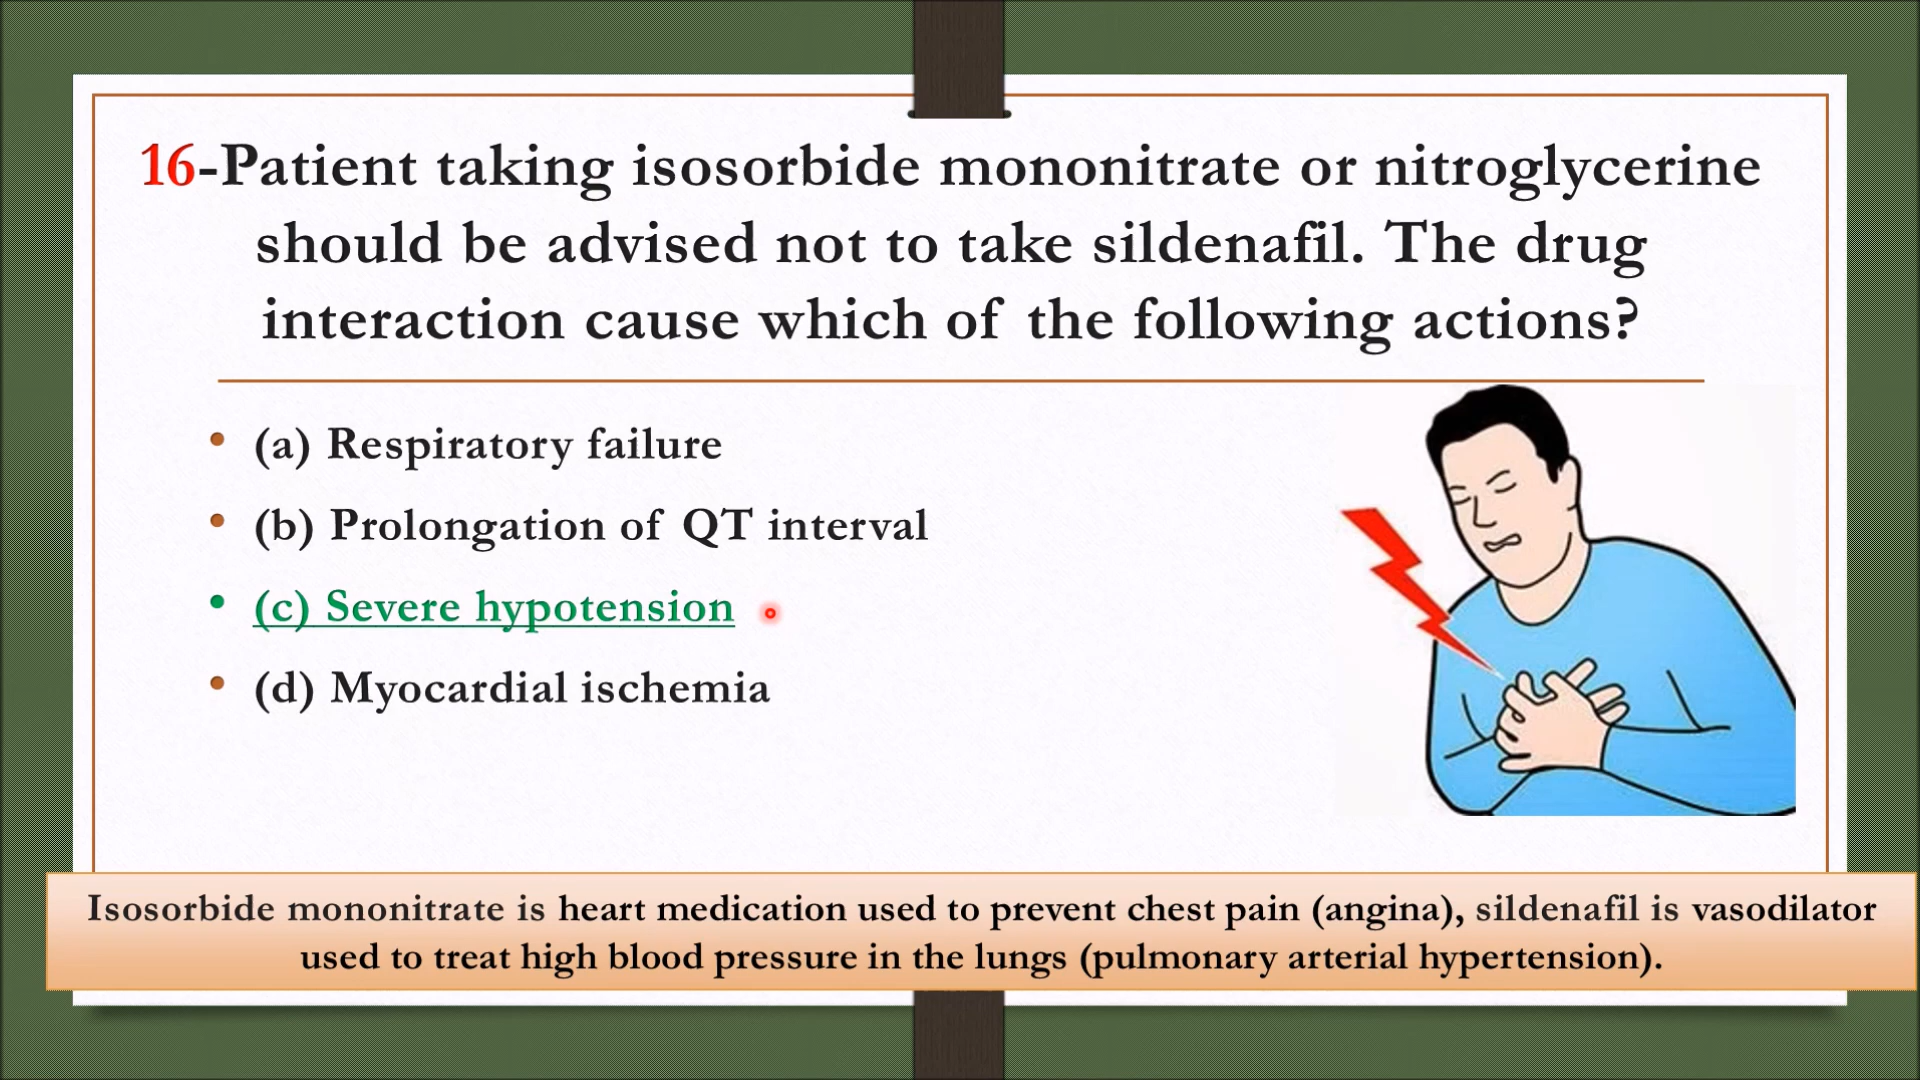 16-Patient taking isosorbide mononitrate or nitroglycerine
should be advised not to take sildenafil. The drug
interaction cause which of the following actions?
• (a) Respiratory failure
• (b) Prolongation of QT interval
• (c) Severe hypotension
• (d) Myocardial ischemia
Isosorbide mononitrate is heart medication used to prevent chest pain (angina), sildenafil is vasodilator
used to treat high blood pressure in the lungs (pulmonary arterial hypertension).